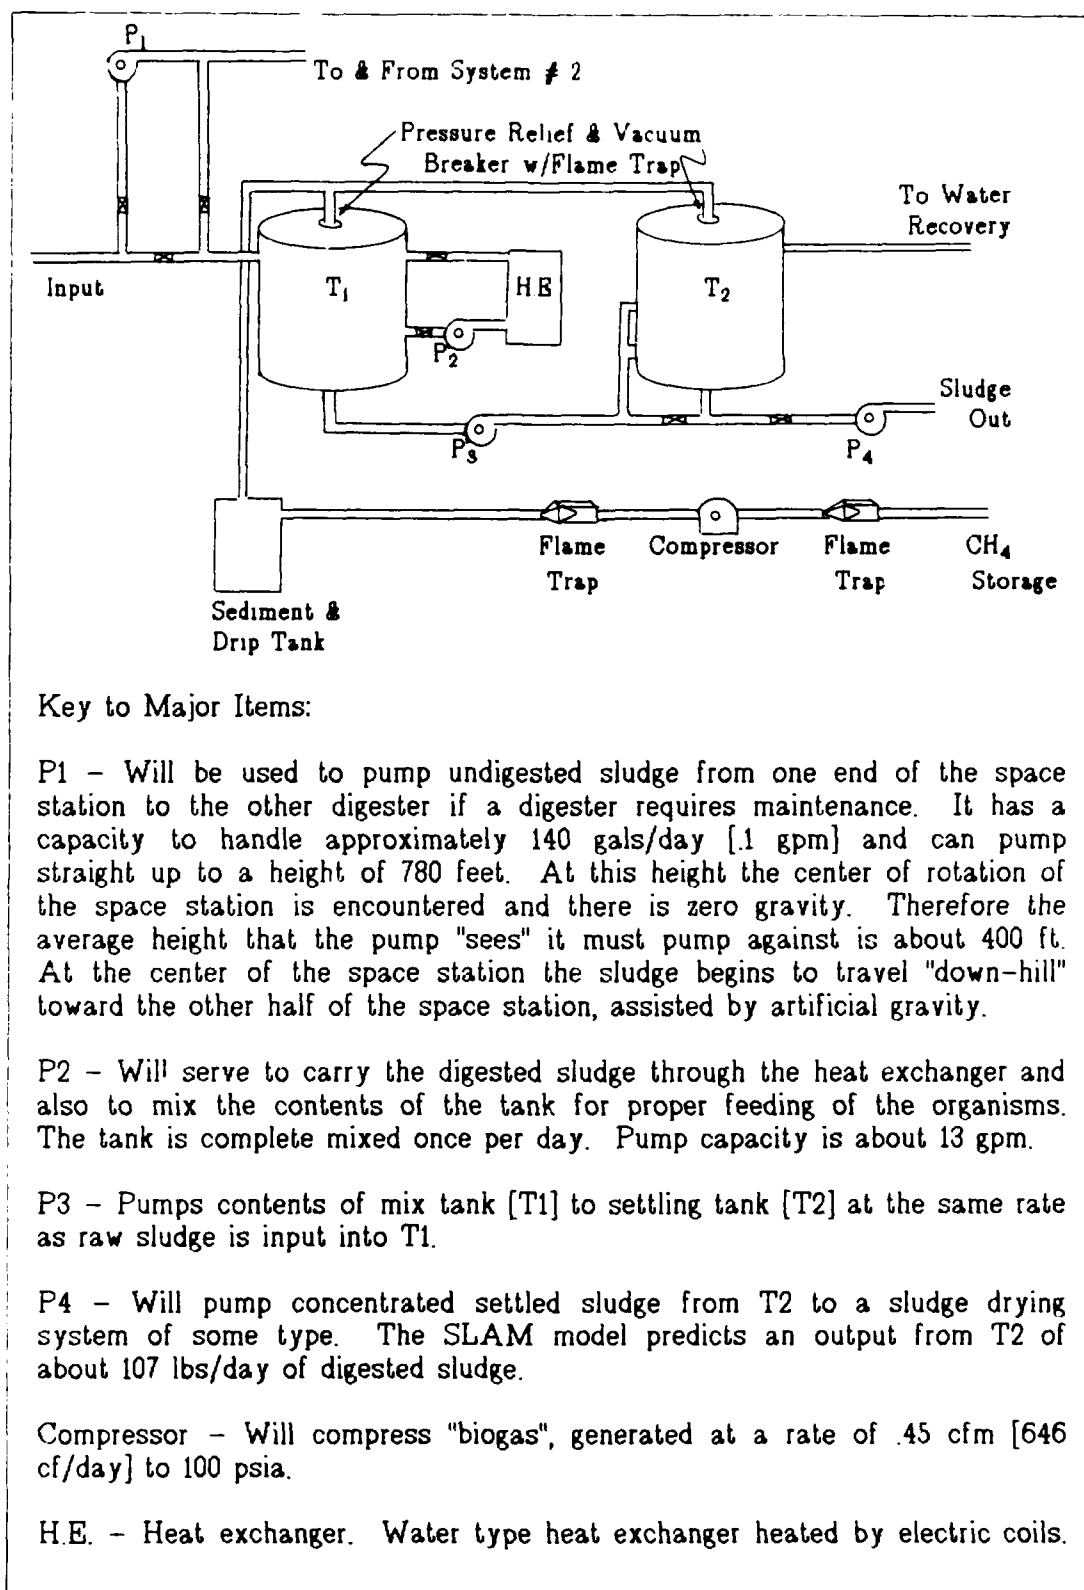 P1
To & From System # 2
Pressure Relief & Vacuum
Breaker w/Flame Trap
To Water
Recovery
Input
T1
H.E
T2
P2
Sludge
Out
P3
P4
Flame
Trap
Compressor
Flame
Trap
CH4
Storage
Sediment &
Drip Tank
Key to Major Items:
P1 - Will be used to pump undigested sludge from one end of the space
station to the other digester if a digester requires maintenance. It has a
capacity to handle approximately 140 gals/day [.1 gpm] and can pump
straight up to a height of 780 feet. At this height the center of rotation of
the space station is encountered and there is zero gravity. Therefore the
average height that the pump "sees" it must pump against is about 400 ft.
At the center of the space station the sludge begins to travel "down-hill"
toward the other half of the space station, assisted by artificial gravity.
P2 - Will serve to carry the digested sludge through the heat exchanger and
also to mix the contents of the tank for proper feeding of the organisms.
The tank is complete mixed once per day. Pump capacity is about 13 gpm.
P3 - Pumps contents of mix tank [T1] to settling tank [T2] at the same rate
as raw sludge is input into T1.
P4 - Will pump concentrated settled sludge from T2 to a sludge drying
system of some type. The SLAM model predicts an output from T2 of
about 107 lbs/day of digested sludge.
Compressor - Will compress "biogas", generated at a rate of .45 cfm [646
cf/day] to 100 psia.
H.E. - Heat exchanger. Water type heat exchanger heated by electric coils.